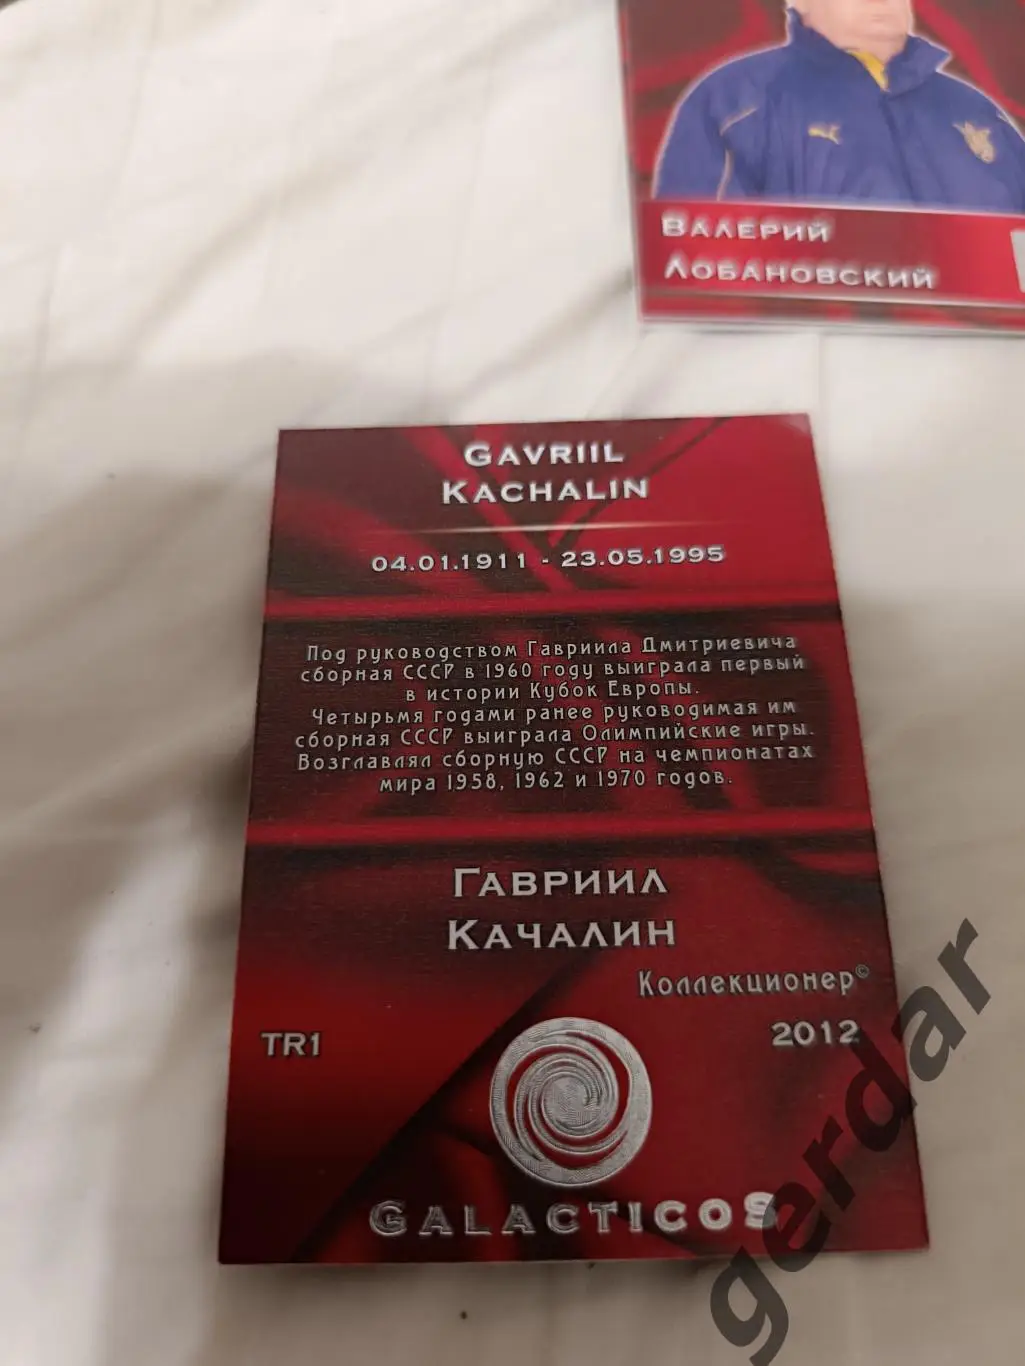 Валерий
Лобановский
Gavriil
Kachalin
04.01.1911 - 23.05.1995
Под руководством Гавриила Дмитриевича
сборная СССР в 1960 году выиграла первый
в истории Кубок Европы.
Четырьмя годами ранее руководимая им
сборная СССР выиграла Олимпийские игры.
Возглавлял сборную СССР на чемпионатах
мира 1958, 1962 и 1970 годов.
Гавриил
Качалин
Коллекционер©
TR1 2012
Galacticos
gerdar